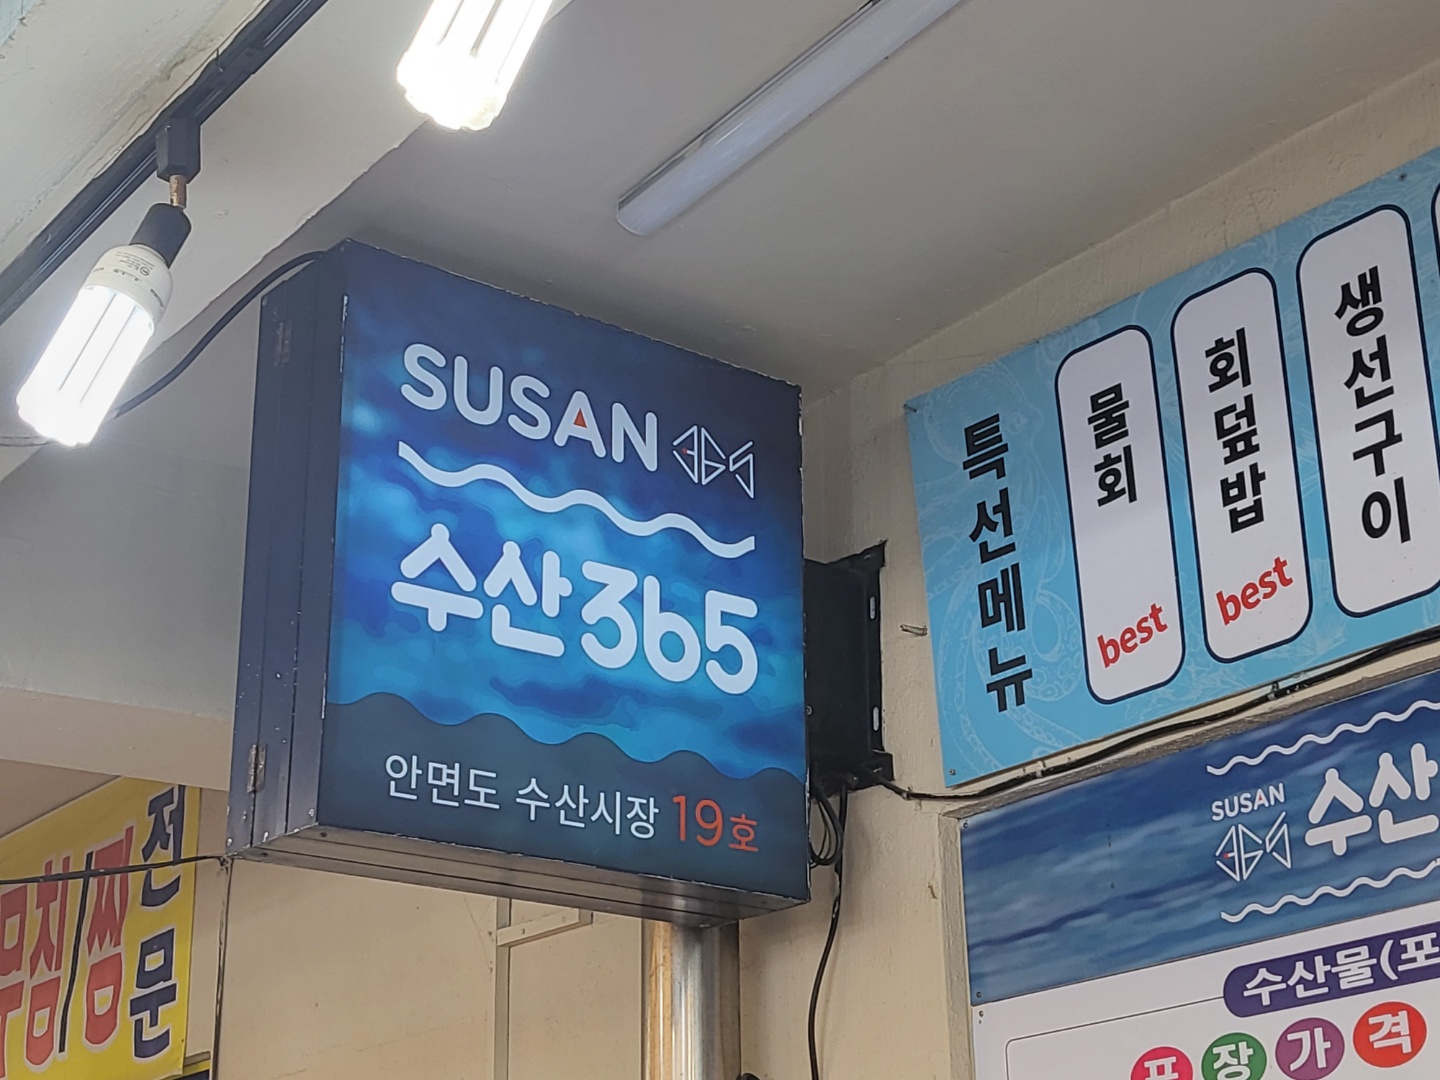 SUSAN 365
수산365
안면도 수산시장 19호
특선메뉴
물회
best
회덮밥
best
생선구이
SUSAN
365
수산
수산물(포
포장가격
무침/찜
전문